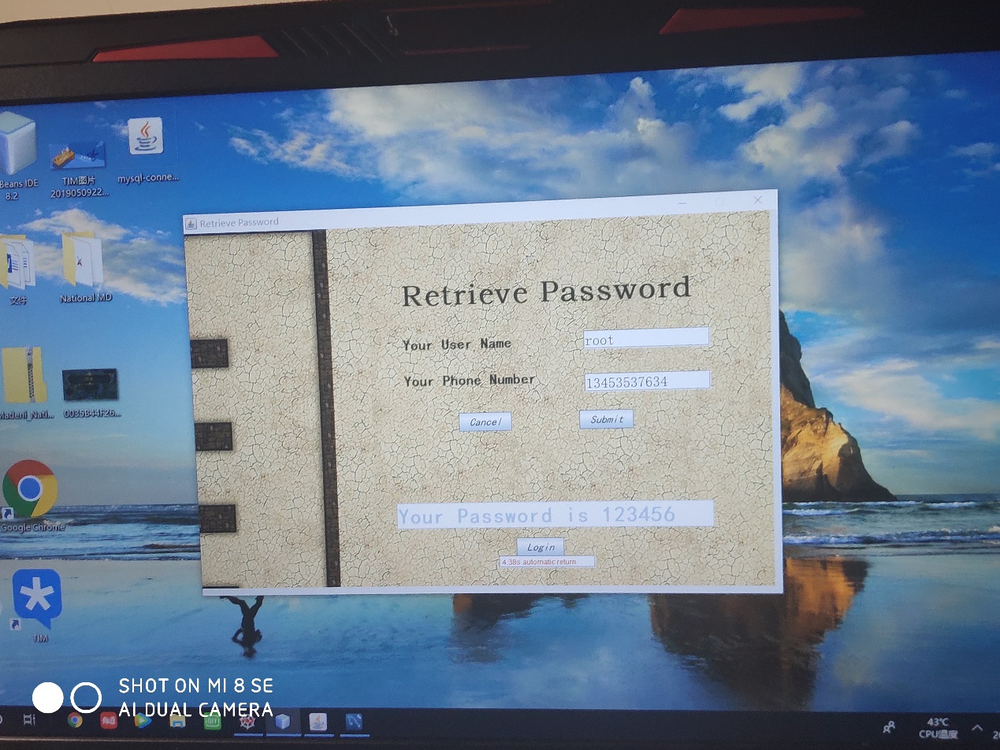 Beans IDE
8.2
TIM图片
2019050922...
mysql-conne...
文件
National MD
Madeni_Nati...
0035B44F26...
Google Chrome
TIM
Retrieve Password
Retrieve Password
Your User Name
root
Your Phone Number
13453537634
Cancel
Submit
Your Password is 123456
Login
4.38s automatic return
SHOT ON MI 8 SE
AI DUAL CAMERA
43℃
CPU温度